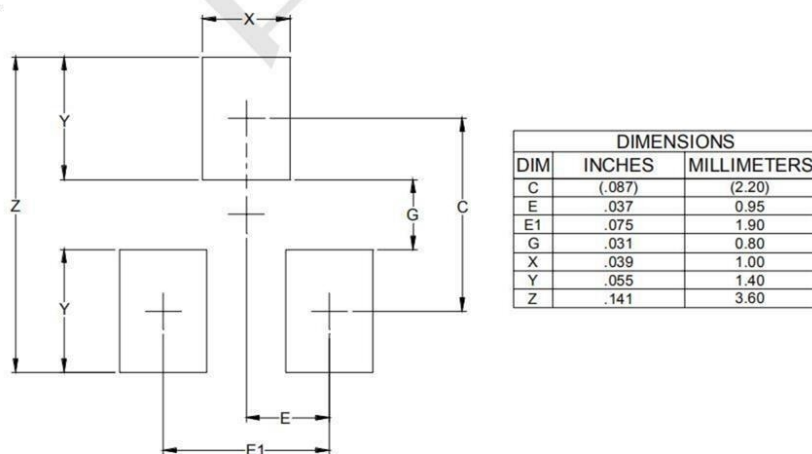 X
Y
Z
G
C
Y
E
E1
DIMENSIONS
DIM INCHES MILLIMETERS
C (.087) (2.20)
E .037 0.95
E1 .075 1.90
G .031 0.80
X .039 1.00
Y .055 1.40
Z .141 3.60